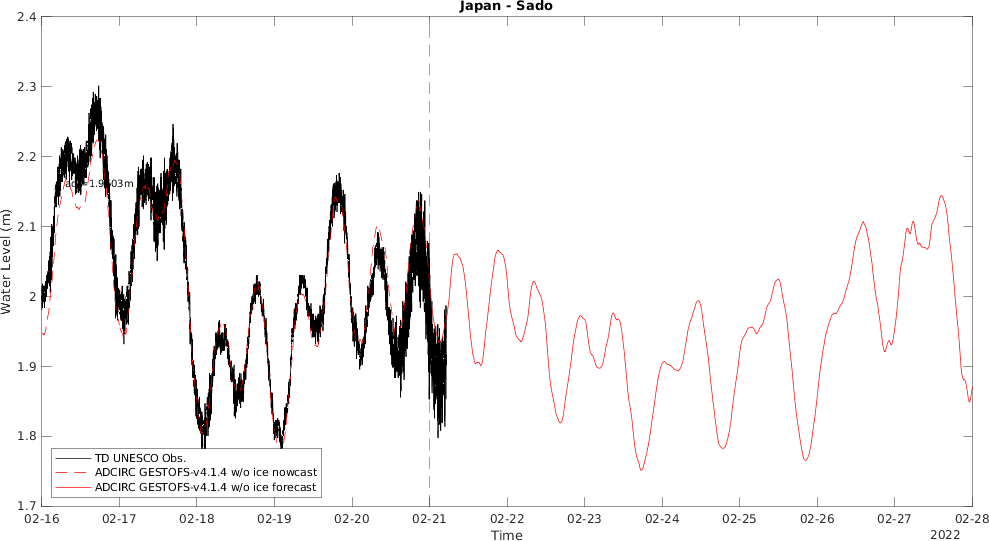 Japan - Sado
2.4
2.3
2.2
2.1
2
1.9
1.8
1.7
Water Level (m)
TD UNESCO Obs.
ADCIRC GESTOFS-v4.1.4 w/o ice nowcast
ADCIRC GESTOFS-v4.1.4 w/o ice forecast
02-16 02-17 02-18 02-19 02-20 02-21 02-22 02-23 02-24 02-25 02-26 02-27 02-28
Time
2022